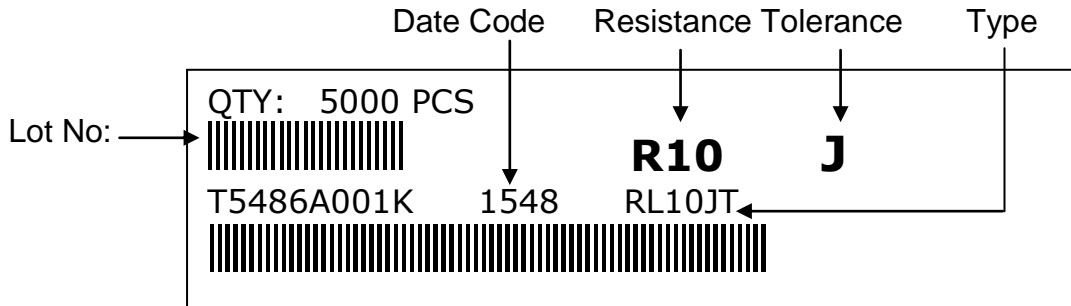 Date Code Resistance Tolerance Type
QTY: 5000 PCS
Lot No:
R10 J
T5486A001K 1548 RL10JT